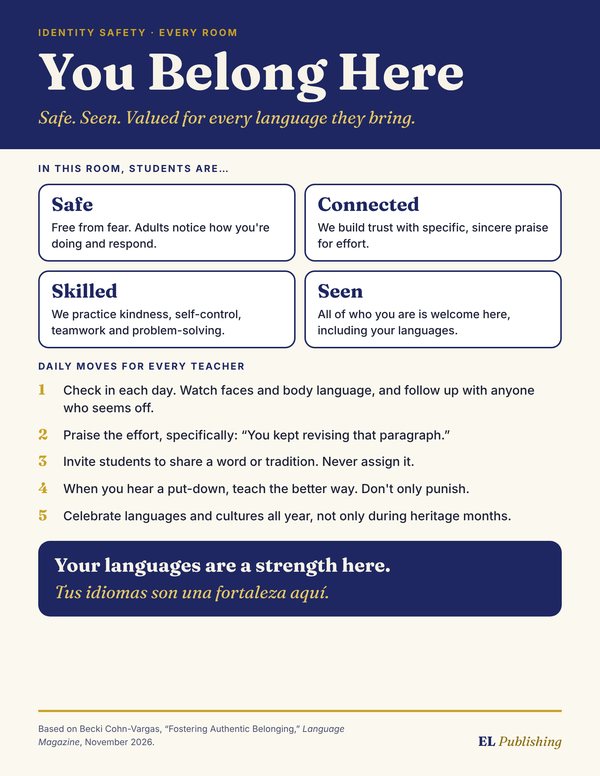 IDENTITY SAFETY · EVERY ROOM
You Belong Here
Safe. Seen. Valued for every language they bring.
IN THIS ROOM, STUDENTS ARE…
Safe
Free from fear. Adults notice how you're
doing and respond.
Connected
We build trust with specific, sincere praise
for effort.
Skilled
We practice kindness, self-control,
teamwork and problem-solving.
Seen
All of who you are is welcome here,
including your languages.
DAILY MOVES FOR EVERY TEACHER
1 Check in each day. Watch faces and body language, and follow up with anyone
who seems off.
2 Praise the effort, specifically: “You kept revising that paragraph.”
3 Invite students to share a word or tradition. Never assign it.
4 When you hear a put-down, teach the better way. Don't only punish.
5 Celebrate languages and cultures all year, not only during heritage months.
Your languages are a strength here.
Tus idiomas son una fortaleza aquí.
Based on Becki Cohn-Vargas, “Fostering Authentic Belonging,” Language
Magazine, November 2026.
EL Publishing